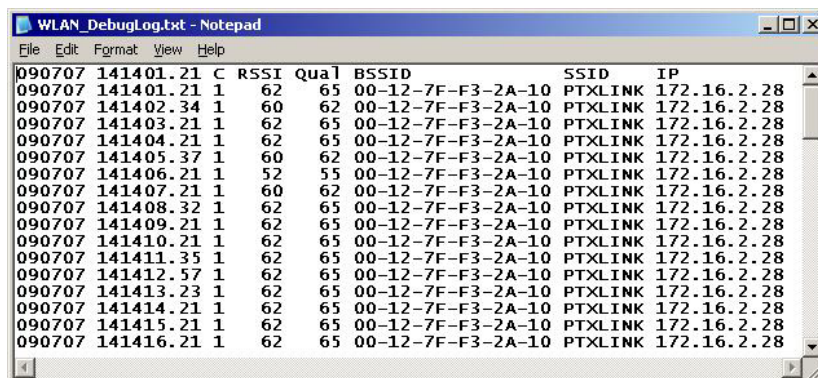 WLAN_DebugLog.txt - Notepad
File Edit Format View Help
090707 141401.21 C RSSI Qual BSSID SSID IP
090707 141401.21 1 62 65 00-12-7F-F3-2A-10 PTXLINK 172.16.2.28
090707 141402.34 1 60 62 00-12-7F-F3-2A-10 PTXLINK 172.16.2.28
090707 141403.21 1 62 65 00-12-7F-F3-2A-10 PTXLINK 172.16.2.28
090707 141404.21 1 62 65 00-12-7F-F3-2A-10 PTXLINK 172.16.2.28
090707 141405.37 1 60 62 00-12-7F-F3-2A-10 PTXLINK 172.16.2.28
090707 141406.21 1 52 55 00-12-7F-F3-2A-10 PTXLINK 172.16.2.28
090707 141407.21 1 60 62 00-12-7F-F3-2A-10 PTXLINK 172.16.2.28
090707 141408.32 1 62 65 00-12-7F-F3-2A-10 PTXLINK 172.16.2.28
090707 141409.21 1 62 65 00-12-7F-F3-2A-10 PTXLINK 172.16.2.28
090707 141410.21 1 62 65 00-12-7F-F3-2A-10 PTXLINK 172.16.2.28
090707 141411.35 1 62 65 00-12-7F-F3-2A-10 PTXLINK 172.16.2.28
090707 141412.57 1 62 65 00-12-7F-F3-2A-10 PTXLINK 172.16.2.28
090707 141413.23 1 62 65 00-12-7F-F3-2A-10 PTXLINK 172.16.2.28
090707 141414.21 1 62 65 00-12-7F-F3-2A-10 PTXLINK 172.16.2.28
090707 141415.21 1 62 65 00-12-7F-F3-2A-10 PTXLINK 172.16.2.28
090707 141416.21 1 62 65 00-12-7F-F3-2A-10 PTXLINK 172.16.2.28